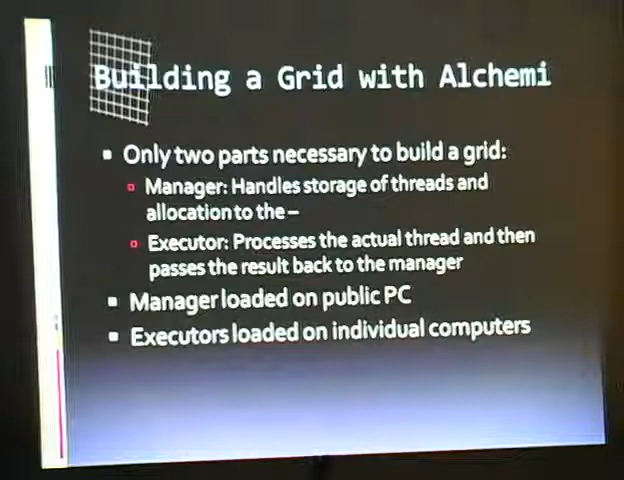 Building a Grid with Alchemi
Only two parts necessary to build a grid:
Manager: Handles storage of threads and
allocation to the –
Executor: Processes the actual thread and then
passes the result back to the manager
Manager loaded on public PC
Executors loaded on individual computers